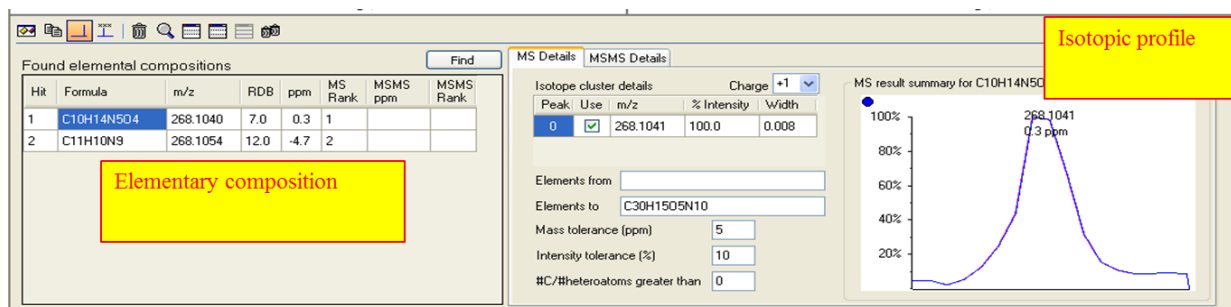 Isotopic profile
Found elemental compositions
Find
Hit Formula m/z RDB ppm MS Rank MSMS ppm MSMS Rank
1 C10H14N5O4 268.1040 7.0 0.3 1
2 C11H10N9 268.1054 12.0 -4.7 2
Elementary composition
MS Details MSMS Details
Isotope cluster details Charge +1
Peak Use m/z % Intensity Width
0 268.1041 100.0 0.008
Elements from
Elements to C30H15O5N10
Mass tolerance (ppm) 5
Intensity tolerance (%) 10
#C/#heteroatoms greater than 0
MS result summary for C10H14N5O
268.1041
0.3 ppm
100%
80%
60%
40%
20%